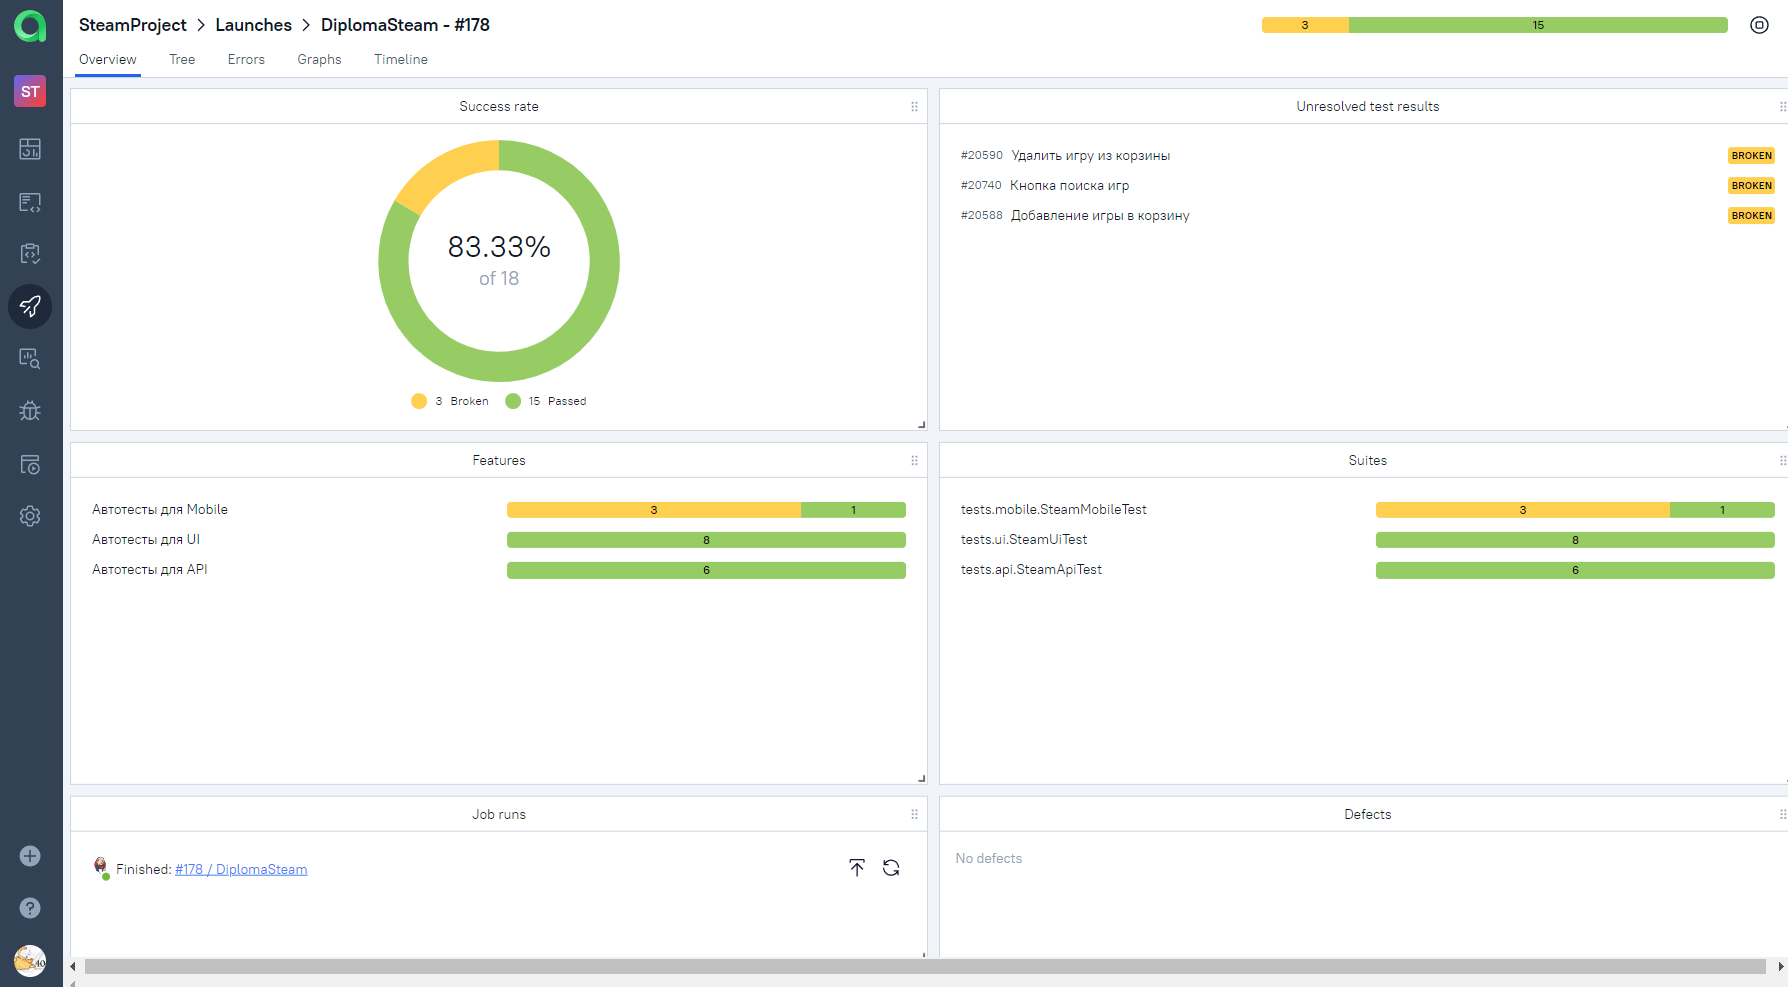 SteamProject > Launches > DiplomaSteam - #178
3 15
ST
Overview Tree Errors Graphs Timeline
Success rate
83.33%
of 18
3 Broken 15 Passed
Unresolved test results
#20590 Удалить игру из корзины BROKEN
#20740 Кнопка поиска игр BROKEN
#20588 Добавление игры в корзину BROKEN
Features
Автотесты для Mobile 3 1
Автотесты для UI 8
Автотесты для API 6
Suites
tests.mobile.SteamMobileTest 3 1
tests.ui.SteamUiTest 8
tests.api.SteamApiTest 6
Job runs
Finished: #178 / DiplomaSteam
Defects
No defects